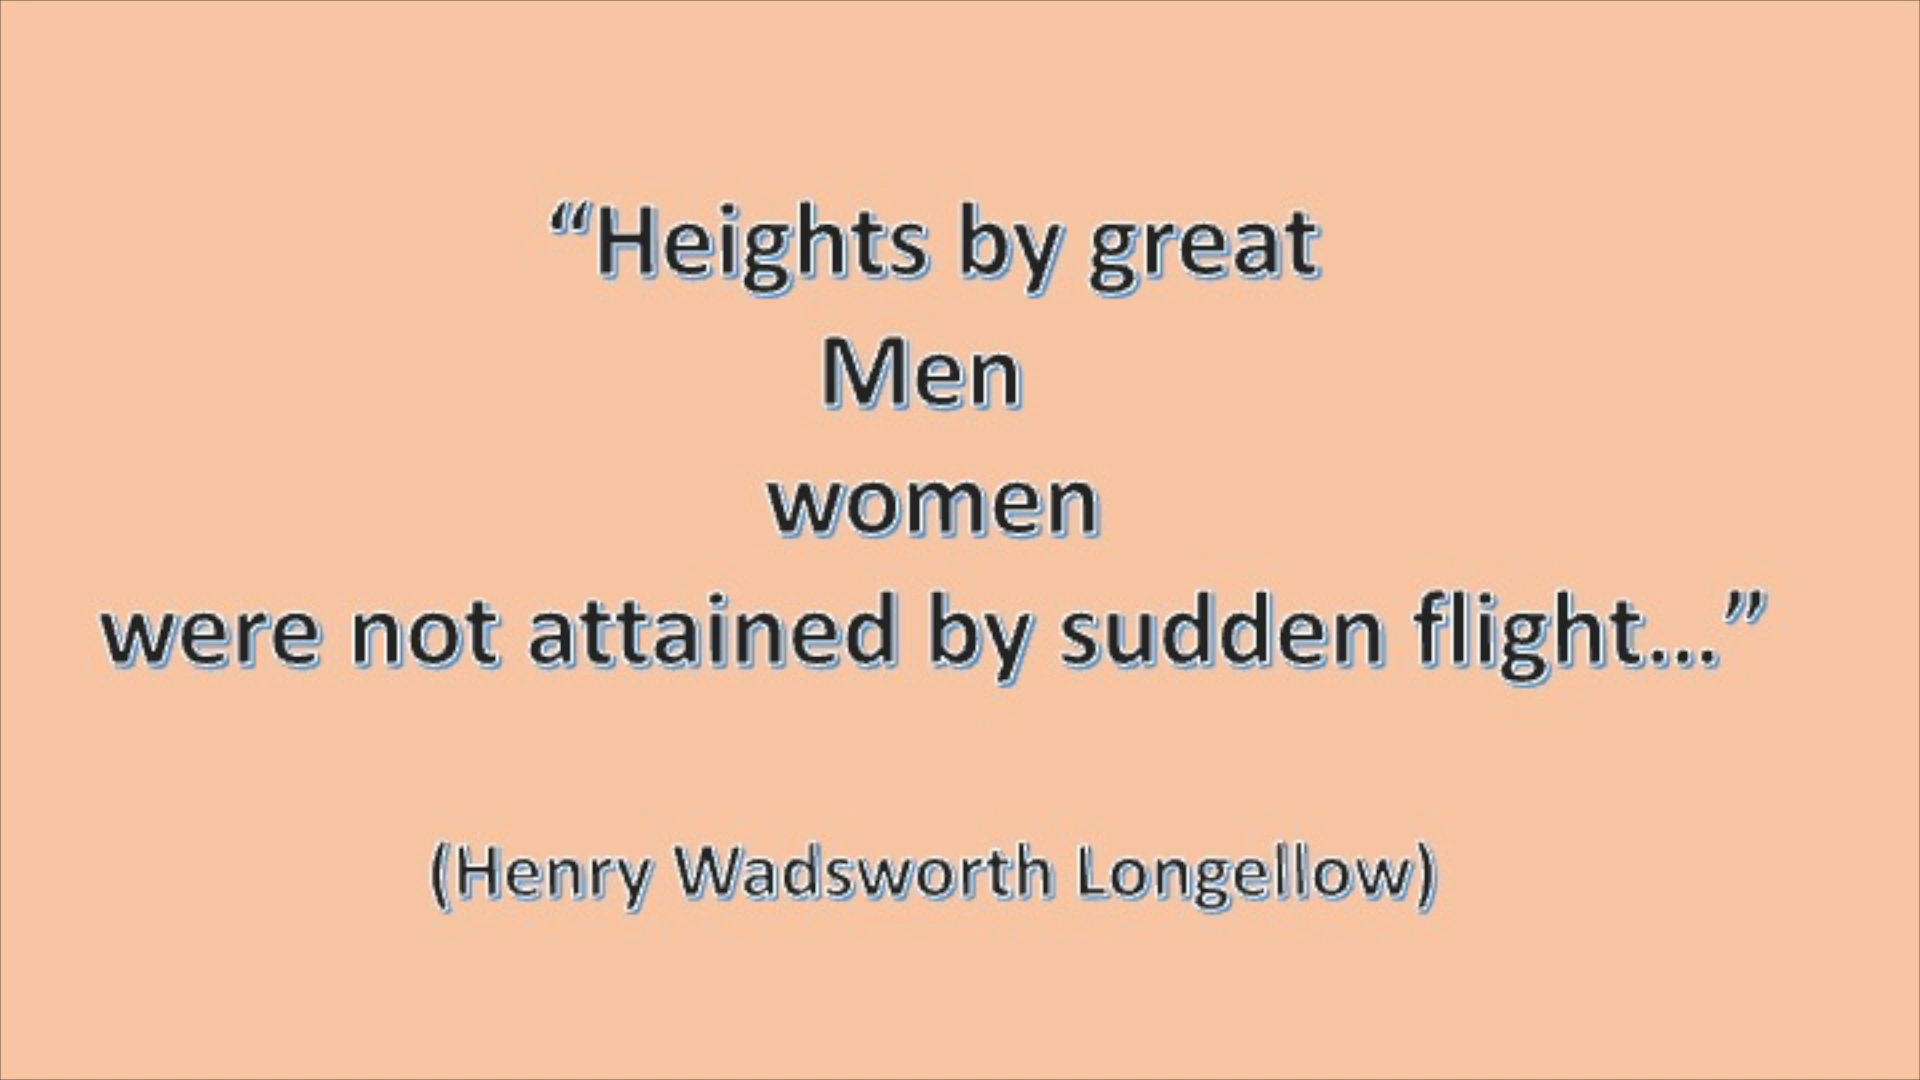 “Heights by great
Men
women
were not attained by sudden flight...”
(Henry Wadsworth Longellow)